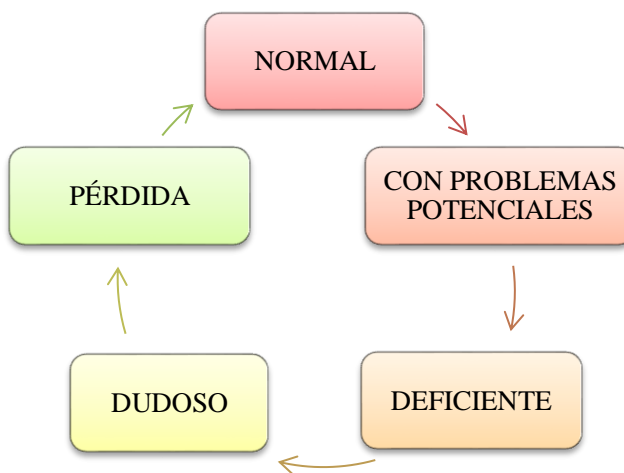 NORMAL
CON PROBLEMAS
POTENCIALES
DEFICIENTE
DUDOSO
PÉRDIDA